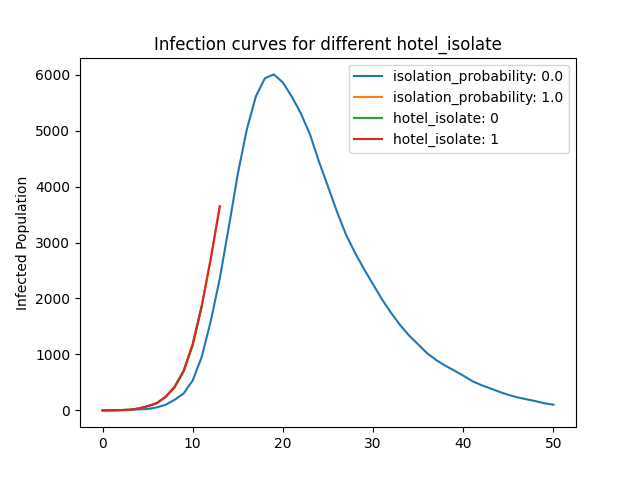 Infection curves for different hotel_isolate
isolation_probability: 0.0
isolation_probability: 1.0
hotel_isolate: 0
hotel_isolate: 1
Infected Population
6000
5000
4000
3000
2000
1000
0
0 10 20 30 40 50